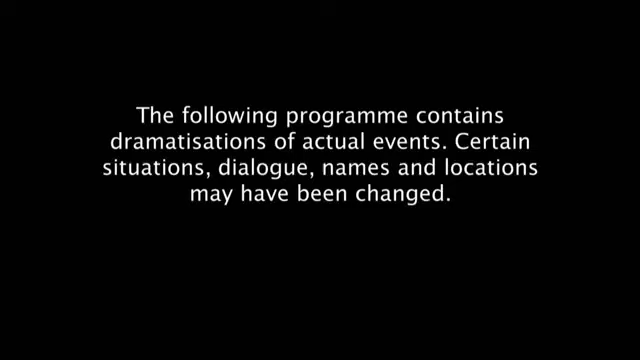 The following programme contains
dramatisations of actual events. Certain
situations, dialogue, names and locations
may have been changed.